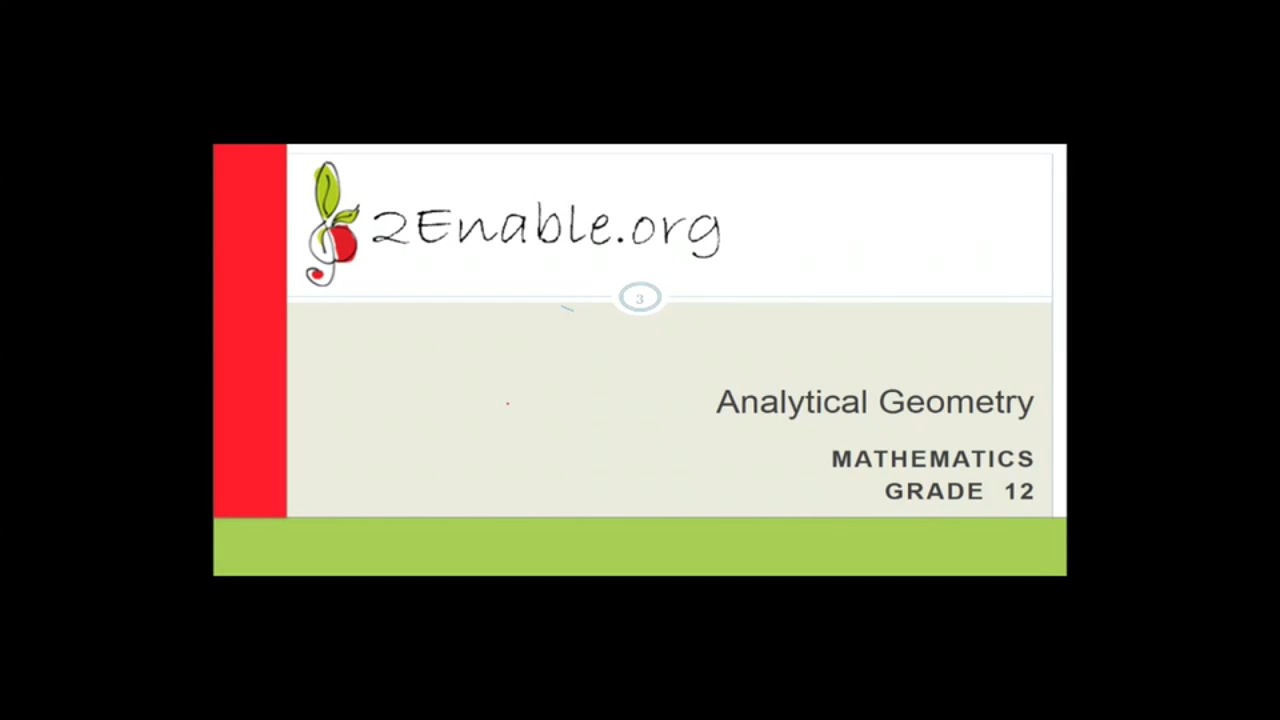 2Enable.org
3
Analytical Geometry
MATHEMATICS
GRADE 12